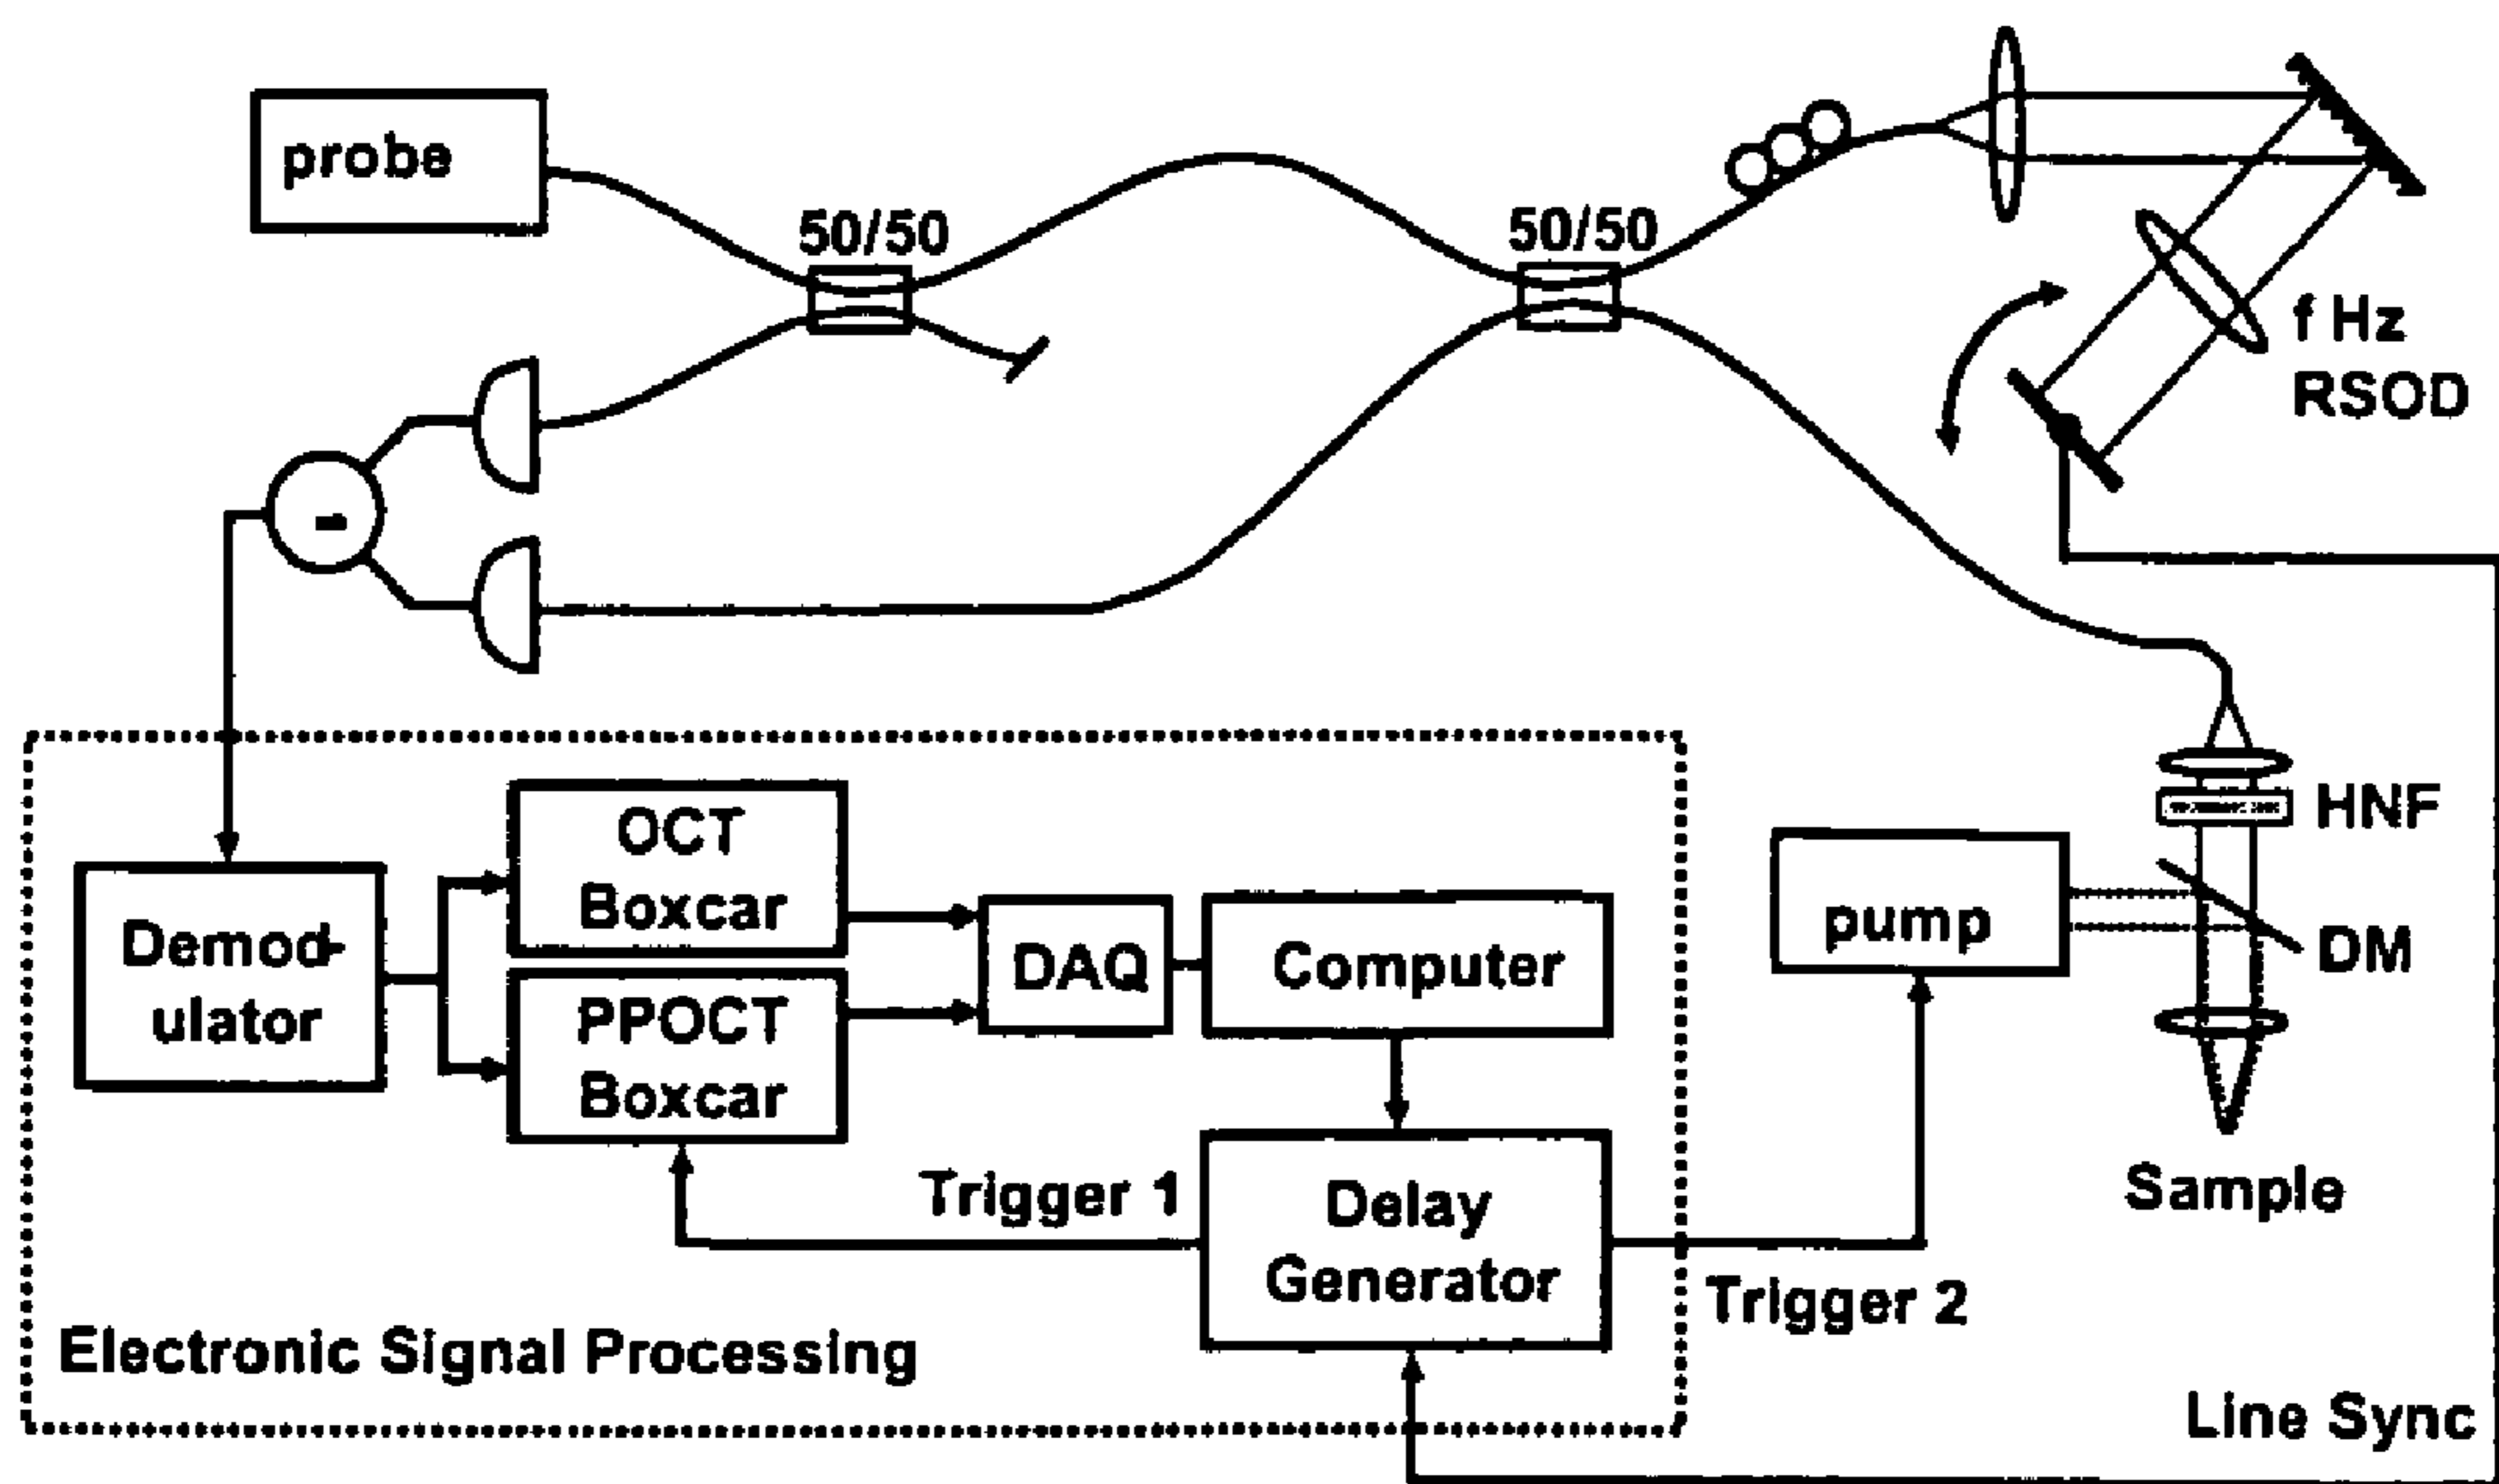 probe
50/50
50/50
f Hz
RSOD
-
HNF
OCT
Boxcar
Demod-
ulator
pump
DM
DAQ
Computer
PPOCT
Boxcar
Sample
Trigger 1
Delay
Generator
Trigger 2
Electronic Signal Processing
Line Sync